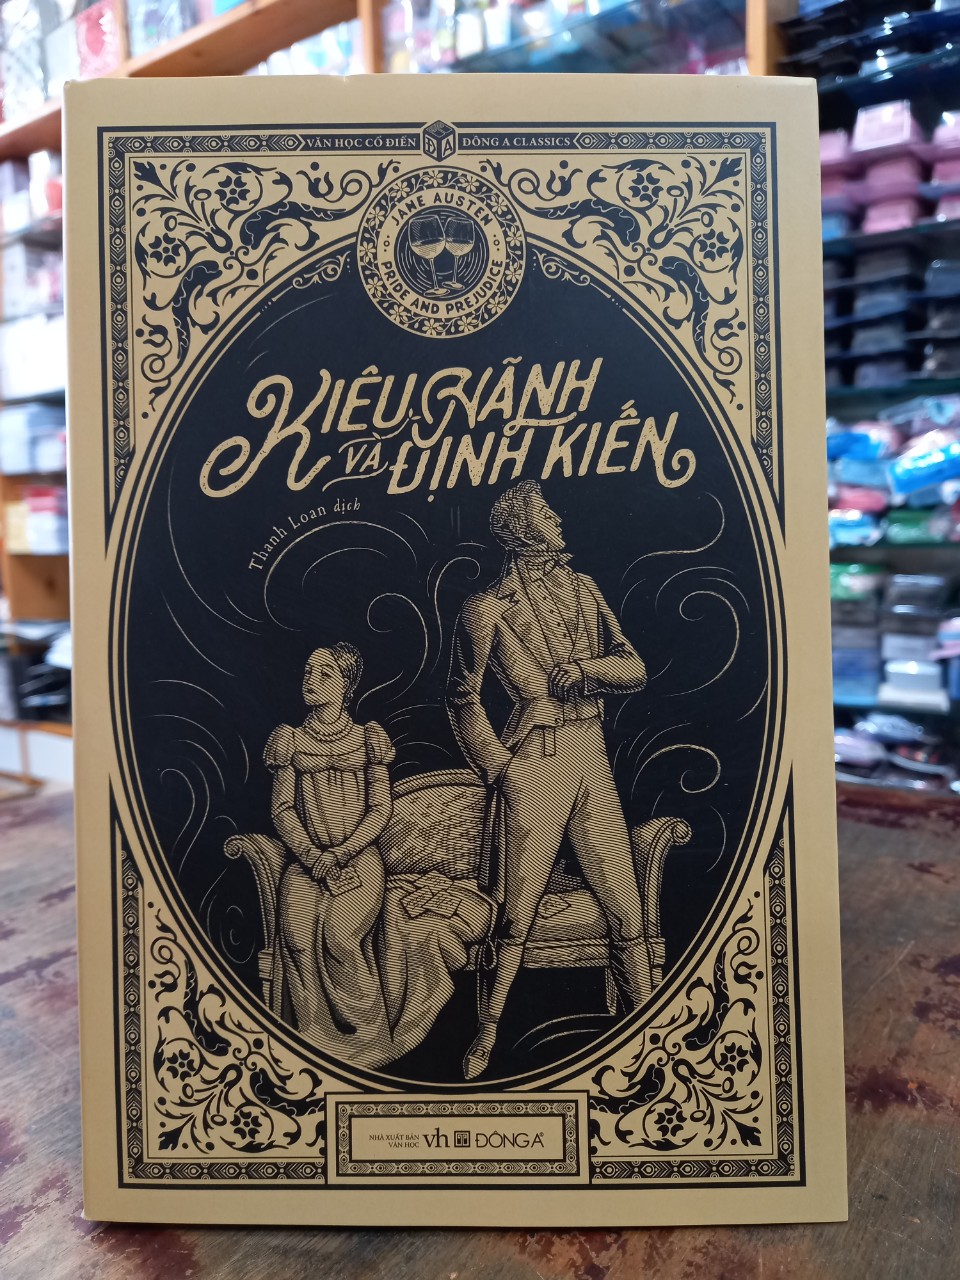 VĂN HỌC CỔ ĐIỂN ĐA ĐÔNG A CLASSICS
JANE AUSTEN
PRIDE AND PREJUDICE
KIÊU HÃNH
VÀ ĐỊNH KIẾN
Thanh Loan dịch
NHÀ XUẤT BẢN
VĂN HỌC
vh ĐÔNG A